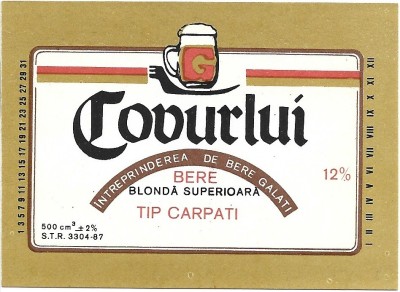 G
Covurlui
ÎNTREPRINDEREA DE BERE GALAȚI
BERE
12%
BLONDĂ SUPERIOARĂ
TIP CARPATI
500 cm³ ±2%
S.T.R. 3304-87
1 3 5 7 9 11 13 15 17 19 21 23 25 27 29 31
I II III IV V VI VII VIII IX X XI XII